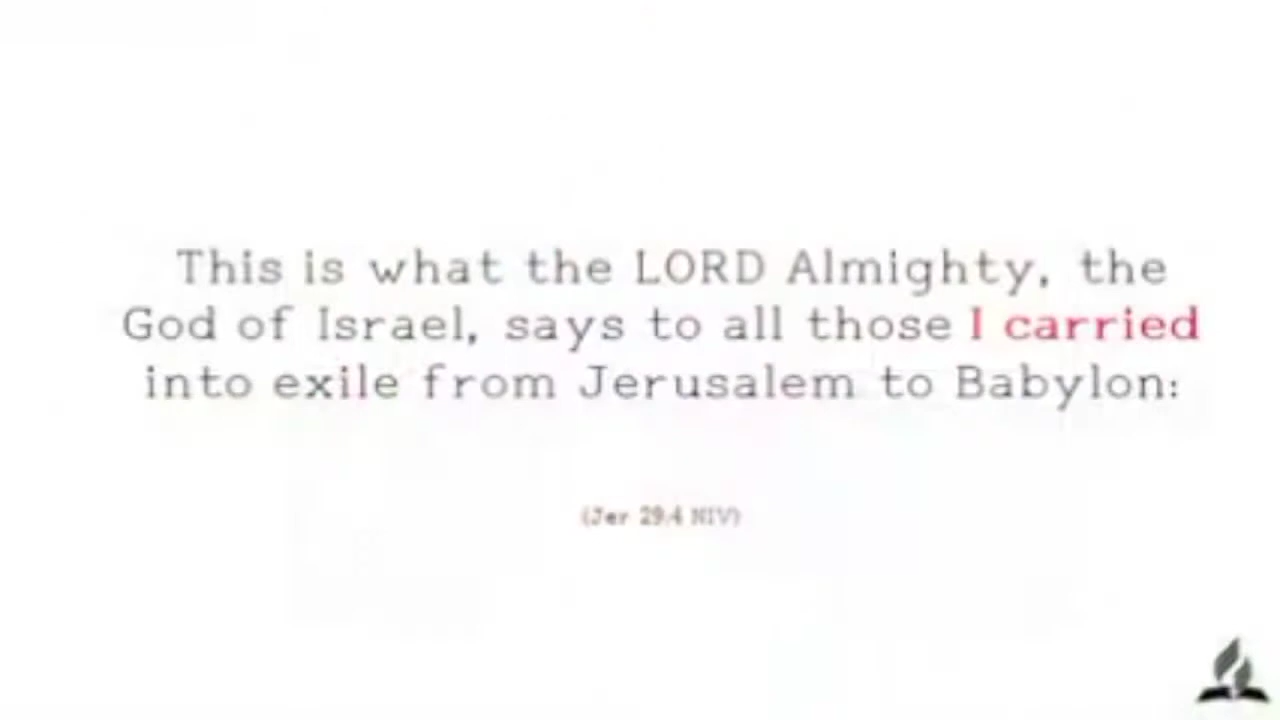 This is what the LORD Almighty, the
God of Israel, says to all those I carried
into exile from Jerusalem to Babylon:
(Jer 29:4 NIV)